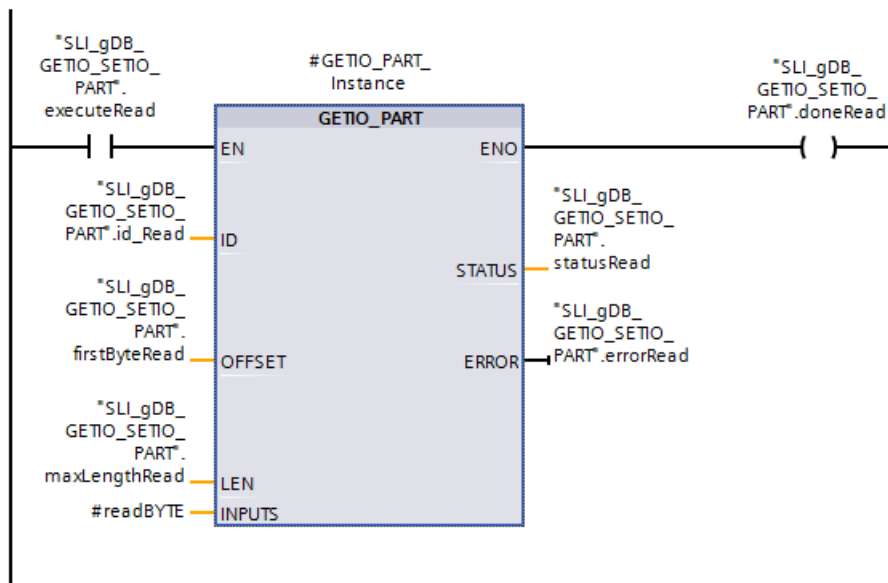 "SLI_gDB_
GETIO_SETIO_
PART".
executeRead
#GETIO_PART_
Instance
"SLI_gDB_
GETIO_SETIO_
PART".doneRead
GETIO_PART
EN
ENO
"SLI_gDB_
GETIO_SETIO_
PART".id_Read
ID
"SLI_gDB_
GETIO_SETIO_
PART".
statusRead
STATUS
"SLI_gDB_
GETIO_SETIO_
PART".
firstByteRead
OFFSET
"SLI_gDB_
GETIO_SETIO_
PART".errorRead
ERROR
"SLI_gDB_
GETIO_SETIO_
PART".
maxLengthRead
LEN
#readBYTE
INPUTS